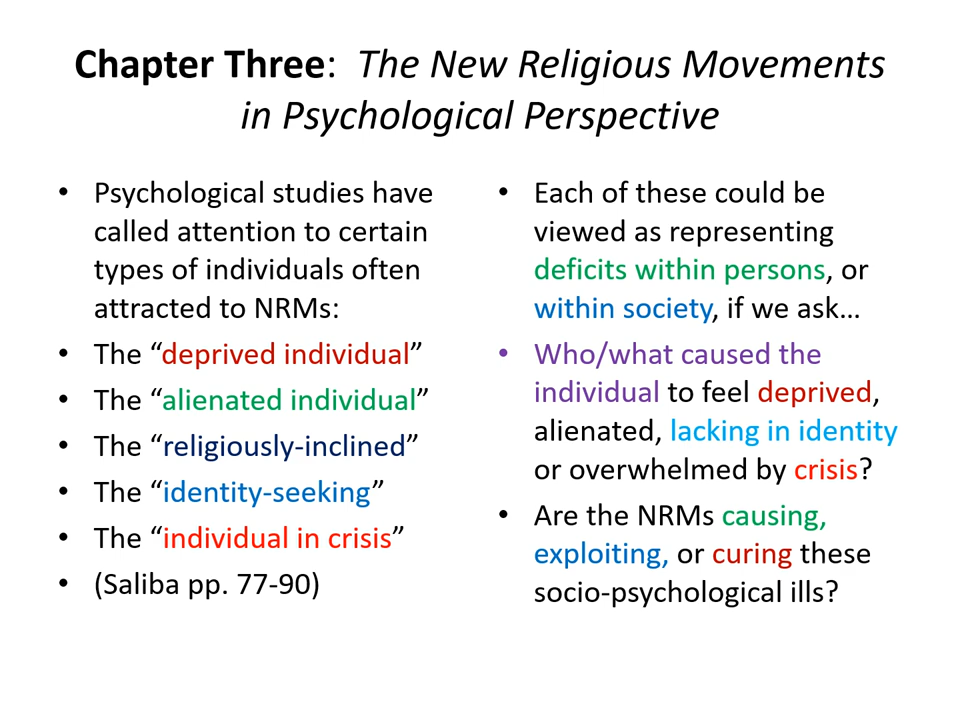 Chapter Three: The New Religious Movements
in Psychological Perspective
• Psychological studies have
called attention to certain
types of individuals often
attracted to NRMs:
• The “deprived individual”
• The “alienated individual”
• The “religiously-inclined”
• The “identity-seeking”
• The “individual in crisis”
• (Saliba pp. 77-90)
• Each of these could be
viewed as representing
deficits within persons, or
within society, if we ask…
• Who/what caused the
individual to feel deprived,
alienated, lacking in identity
or overwhelmed by crisis?
• Are the NRMs causing,
exploiting, or curing these
socio-psychological ills?